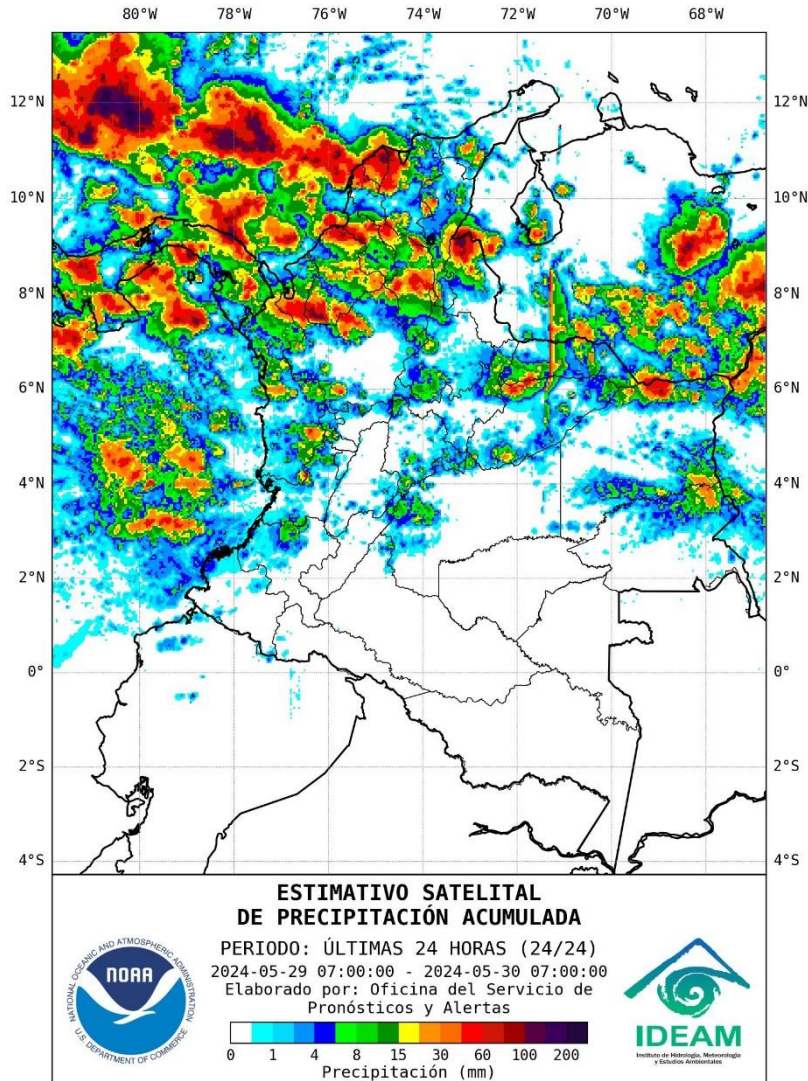 80°W 78°W 76°W 74°W 72°W 70°W 68°W
12°N 12°N
10°N 10°N
8°N 8°N
6°N 6°N
4°N 4°N
2°N 2°N
0° 0°
2°S 2°S
4°S 4°S
ESTIMATIVO SATELITAL
DE PRECIPITACIÓN ACUMULADA
PERIODO: ÚLTIMAS 24 HORAS (24/24)
2024-05-29 07:00:00 - 2024-05-30 07:00:00
Elaborado por: Oficina del Servicio de
Pronósticos y Alertas
0 1 4 8 15 30 60 100 200
Precipitación (mm)
NATIONAL OCEANIC AND ATMOSPHERIC ADMINISTRATION
NOAA
U.S. DEPARTMENT OF COMMERCE
IDEAM
Instituto de Hidrología, Meteorología
y Estudios Ambientales